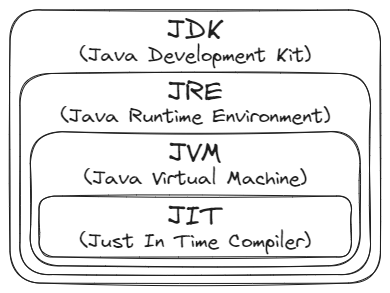 JDK
(Java Development Kit)
JRE
(Java Runtime Environment)
JVM
(Java Virtual Machine)
JIT
(Just In Time Compiler)